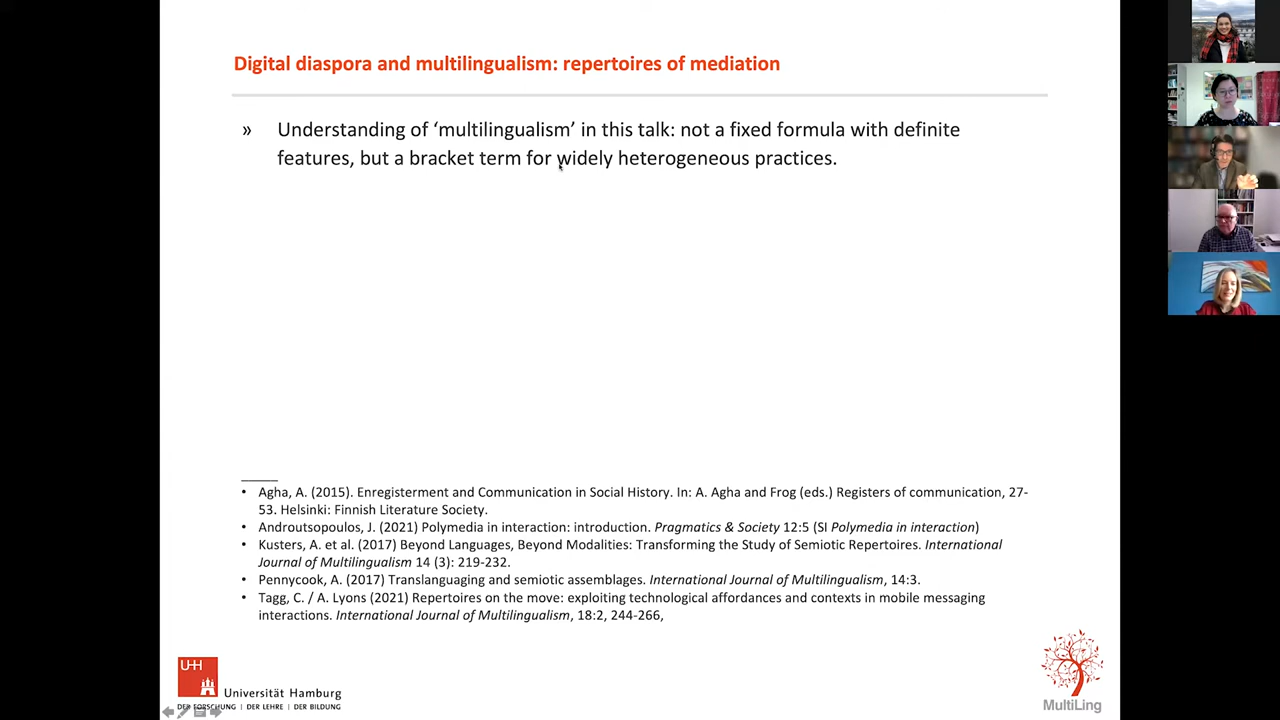 Digital diaspora and multilingualism: repertoires of mediation
» Understanding of ‘multilingualism’ in this talk: not a fixed formula with definite
features, but a bracket term for widely heterogeneous practices.
• Agha, A. (2015). Enregisterment and Communication in Social History. In: A. Agha and Frog (eds.) Registers of communication, 27-
53. Helsinki: Finnish Literature Society.
• Androutsopoulos, J. (2021) Polymedia in interaction: introduction. Pragmatics & Society 12:5 (SI Polymedia in interaction)
• Kusters, A. et al. (2017) Beyond Languages, Beyond Modalities: Transforming the Study of Semiotic Repertoires. International
Journal of Multilingualism 14 (3): 219-232.
• Pennycook, A. (2017) Translanguaging and semiotic assemblages. International Journal of Multilingualism, 14:3.
• Tagg, C. / A. Lyons (2021) Repertoires on the move: exploiting technological affordances and contexts in mobile messaging
interactions. International Journal of Multilingualism, 18:2, 244-266,
UH
Universität Hamburg
DER FORSCHUNG | DER LEHRE | DER BILDUNG
MultiLing